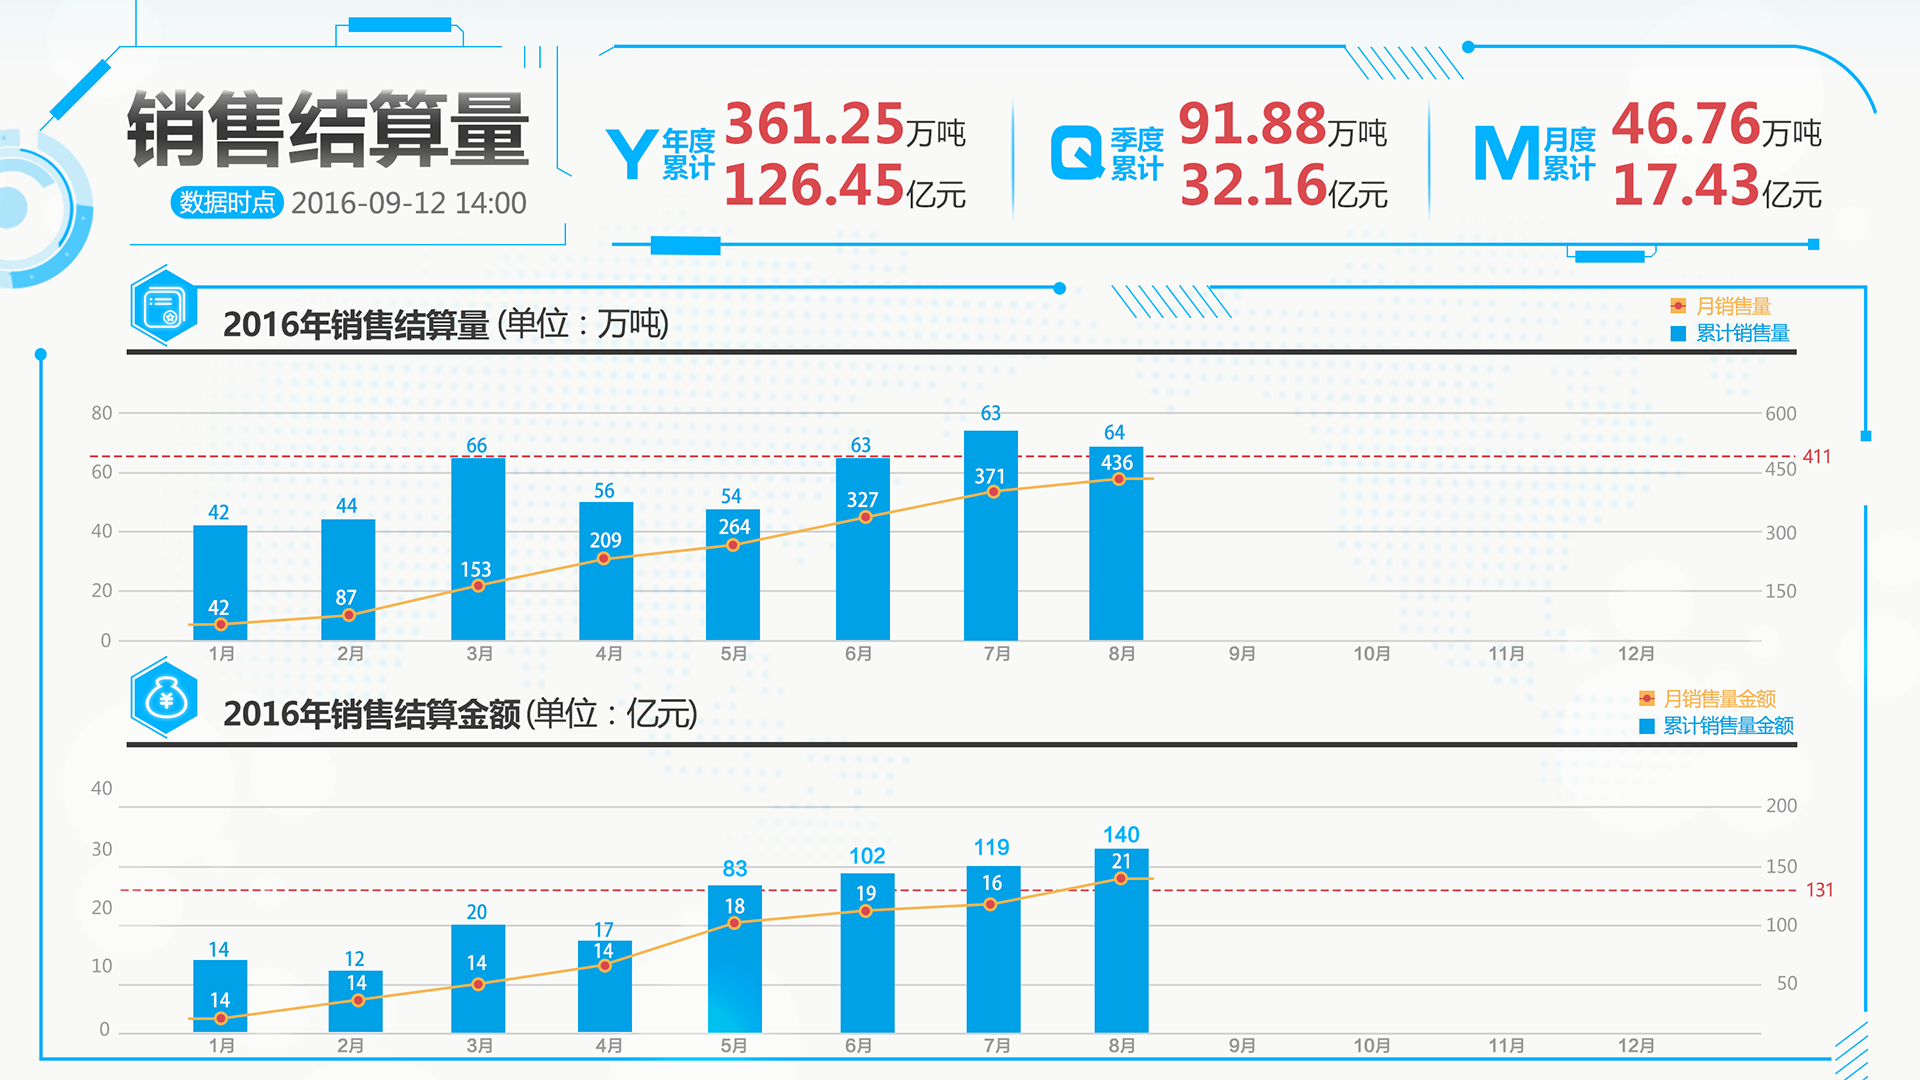 销售结算量
数据时点 2016-09-12 14:00
Y 年度累计 361.25万吨
126.45亿元
Q 季度累计 91.88万吨
32.16亿元
M 月度累计 46.76万吨
17.43亿元
2016年销售结算量 (单位：万吨)
月销售量
累计销售量
80 600
63
66 63 64
411
60 450
436
371
327
42 44 56 54
40 300
264
209
153
20 150
87
42
0
1月 2月 3月 4月 5月 6月 7月 8月 9月 10月 11月 12月
2016年销售结算金额 (单位：亿元)
月销售量金额
累计销售量金额
40 200
30 150
83 102 119 140
131
18 19 16 21
20 100
14 12 20 17
10 50
14 14 14 14
0
1月 2月 3月 4月 5月 6月 7月 8月 9月 10月 11月 12月